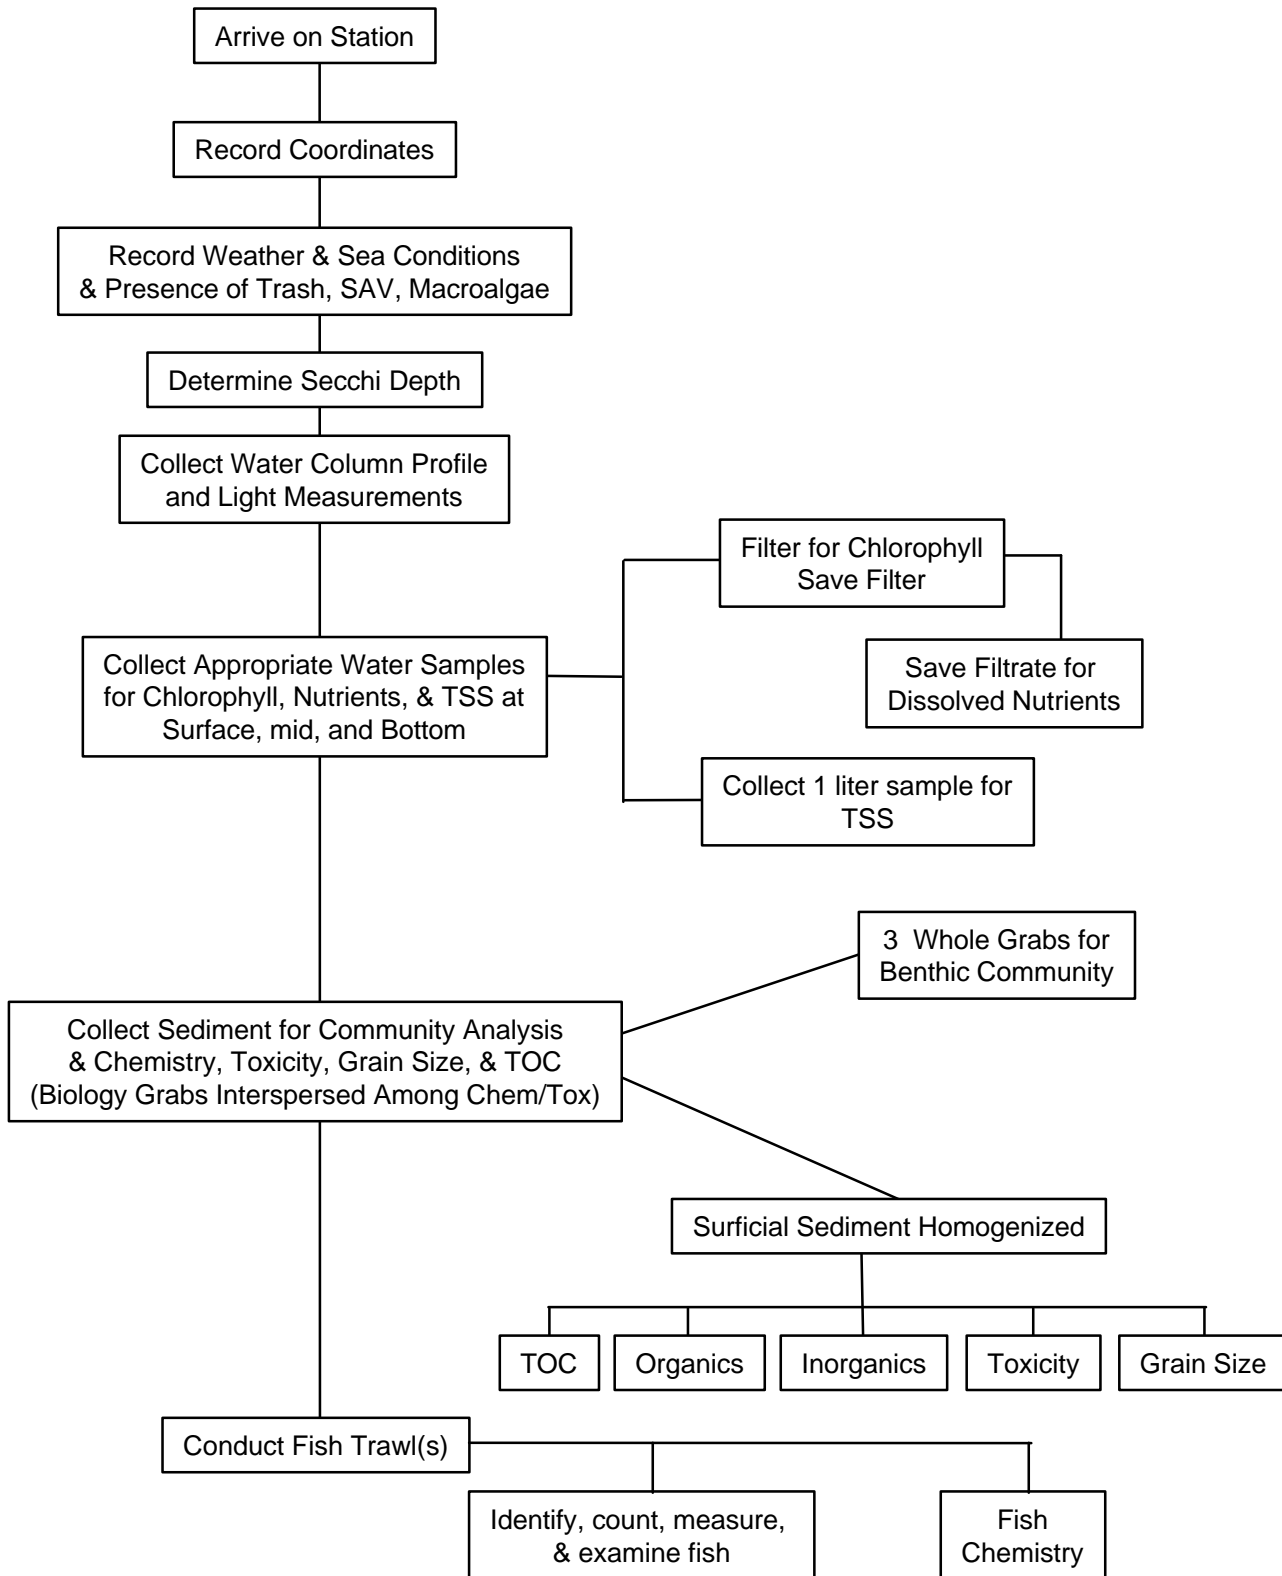 Arrive on Station
Record Coordinates
Record Weather & Sea Conditions
& Presence of Trash, SAV, Macroalgae
Determine Secchi Depth
Collect Water Column Profile
and Light Measurements
Filter for Chlorophyll
Save Filter
Collect Appropriate Water Samples
for Chlorophyll, Nutrients, & TSS at
Surface, mid, and Bottom
Save Filtrate for
Dissolved Nutrients
Collect 1 liter sample for
TSS
3 Whole Grabs for
Benthic Community
Collect Sediment for Community Analysis
& Chemistry, Toxicity, Grain Size, & TOC
(Biology Grabs Interspersed Among Chem/Tox)
Surficial Sediment Homogenized
TOC
Organics
Inorganics
Toxicity
Grain Size
Conduct Fish Trawl(s)
Identify, count, measure,
& examine fish
Fish
Chemistry